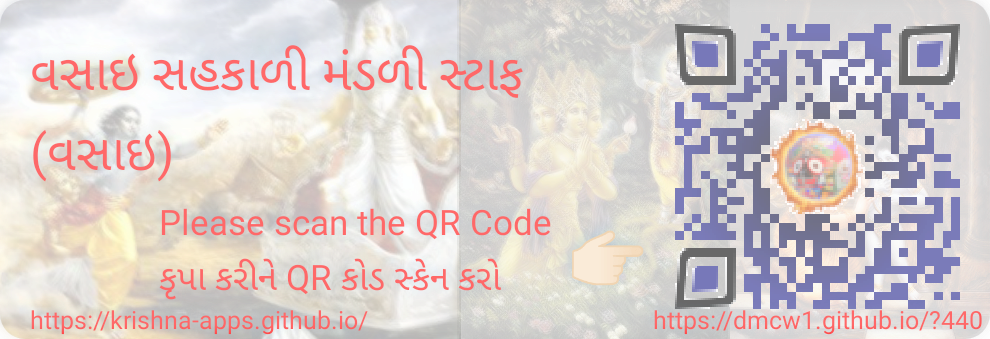 વસાઇ સહકાળી મંડળી સ્ટાફ
(વસાઇ)
Please scan the QR Code
કૃપા કરીને QR કોડ સ્કેન કરો
https://krishna-apps.github.io/
https://dmcw1.github.io/?440